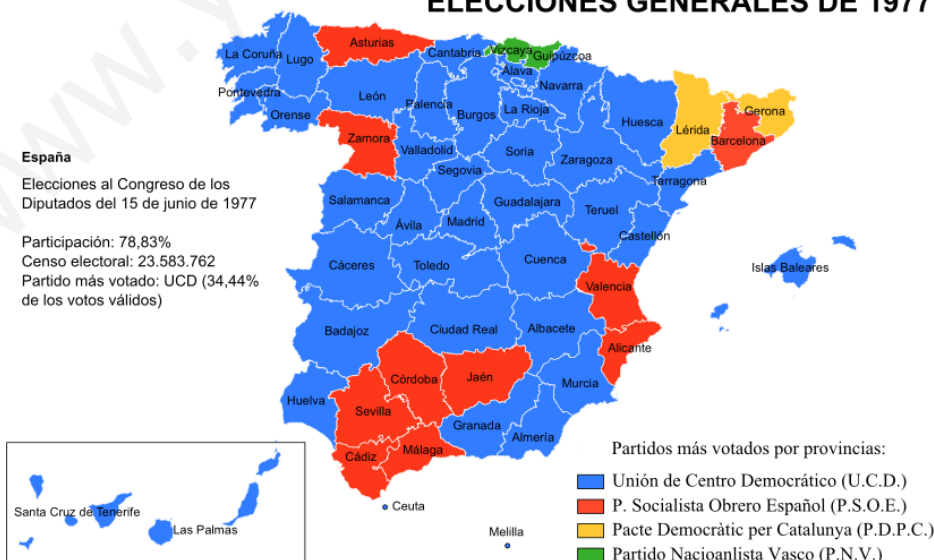 ELECCIONES GENERALES DE 1977
Asturias
La Coruña
Lugo
Cantabria
Vizcaya
Guipúzcoa
Álava
Pontevedra
León
Palencia
Burgos
La Rioja
Navarra
Orense
Huesca
Lérida
Gerona
Zamora
Valladolid
Soria
Zaragoza
Barcelona
España
Segovia
Tarragona
Elecciones al Congreso de los
Diputados del 15 de junio de 1977
Salamanca
Ávila
Madrid
Guadalajara
Teruel
Castellón
Participación: 78,83%
Censo electoral: 23.583.762
Partido más votado: UCD (34,44%
de los votos válidos)
Cáceres
Toledo
Cuenca
Islas Baleares
Valencia
Badajoz
Ciudad Real
Albacete
Alicante
Córdoba
Jaén
Murcia
Huelva
Sevilla
Granada
Almería
Cádiz
Málaga
Partidos más votados por provincias:
Unión de Centro Democrático (U.C.D.)
P. Socialista Obrero Español (P.S.O.E.)
Pacte Democràtic per Catalunya (P.D.P.C.)
Partido Nacioanlista Vasco (P.N.V.)
Ceuta
Melilla
Santa Cruz de Tenerife
Las Palmas
www.y